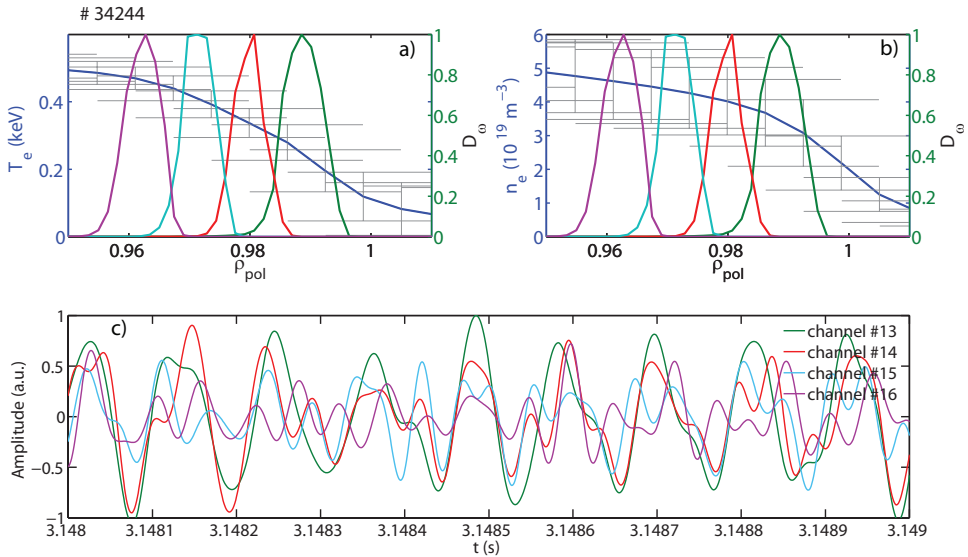 # 34244
a)
T_e (keV)
0
0.2
0.4
0.96
0.98
1
ρ_pol
0
0.2
0.4
0.6
0.8
1
D_ω
b)
n_e (10^19 m^-3)
0
1
2
3
4
5
6
0.96
0.98
1
ρ_pol
0
0.2
0.4
0.6
0.8
1
D_ω
c)
Amplitude (a.u.)
1
0.5
0
−0.5
−1
channel #13
channel #14
channel #15
channel #16
3.148 3.1481 3.1482 3.1483 3.1484 3.1485 3.1486 3.1487 3.1488 3.1489 3.149
t (s)